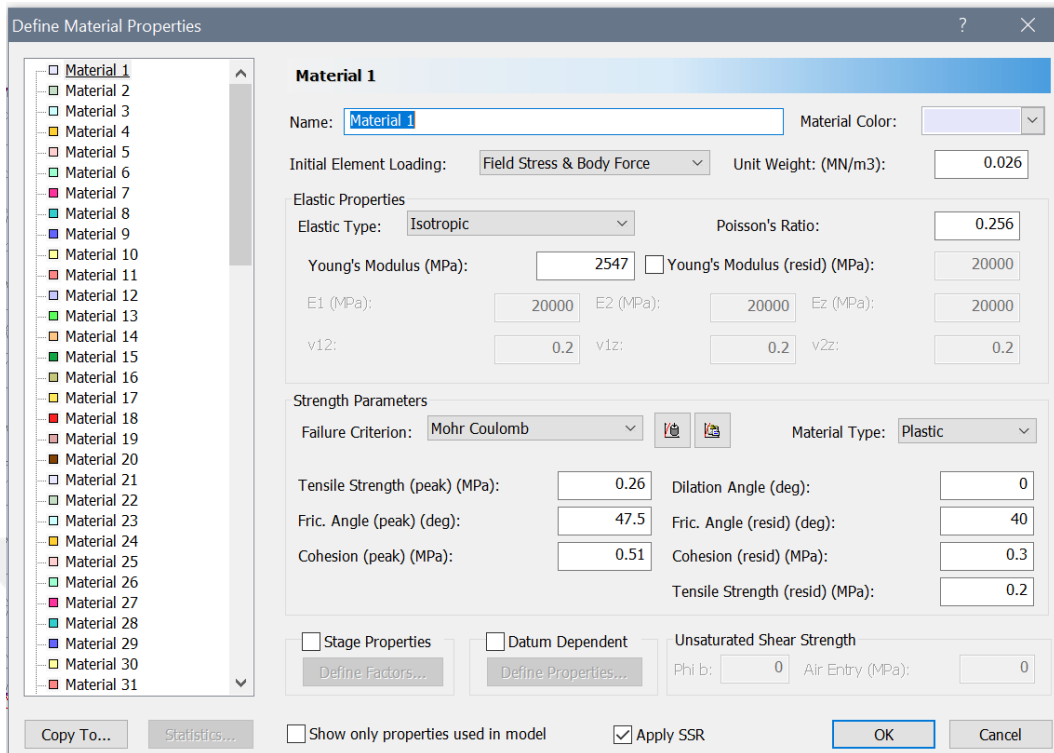 Define Material Properties ?
Material 1
Material 2
Material 3
Material 4
Material 5
Material 6
Material 7
Material 8
Material 9
Material 10
Material 11
Material 12
Material 13
Material 14
Material 15
Material 16
Material 17
Material 18
Material 19
Material 20
Material 21
Material 22
Material 23
Material 24
Material 25
Material 26
Material 27
Material 28
Material 29
Material 30
Material 31
Material 1
Name: Material 1 Material Color:
Initial Element Loading: Field Stress & Body Force Unit Weight: (MN/m3): 0.026
Elastic Properties
Elastic Type: Isotropic Poisson's Ratio: 0.256
Young's Modulus (MPa): 2547 Young's Modulus (resid) (MPa): 20000
E1 (MPa): 20000 E2 (MPa): 20000 Ez (MPa): 20000
v12: 0.2 v1z: 0.2 v2z: 0.2
Strength Parameters
Failure Criterion: Mohr Coulomb Material Type: Plastic
Tensile Strength (peak) (MPa): 0.26 Dilation Angle (deg): 0
Fric. Angle (peak) (deg): 47.5 Fric. Angle (resid) (deg): 40
Cohesion (peak) (MPa): 0.51 Cohesion (resid) (MPa): 0.3
Tensile Strength (resid) (MPa): 0.2
Stage Properties Datum Dependent Unsaturated Shear Strength
Define Factors... Define Properties... Phi b: 0 Air Entry (MPa): 0
Copy To... Statistics... Show only properties used in model Apply SSR OK Cancel